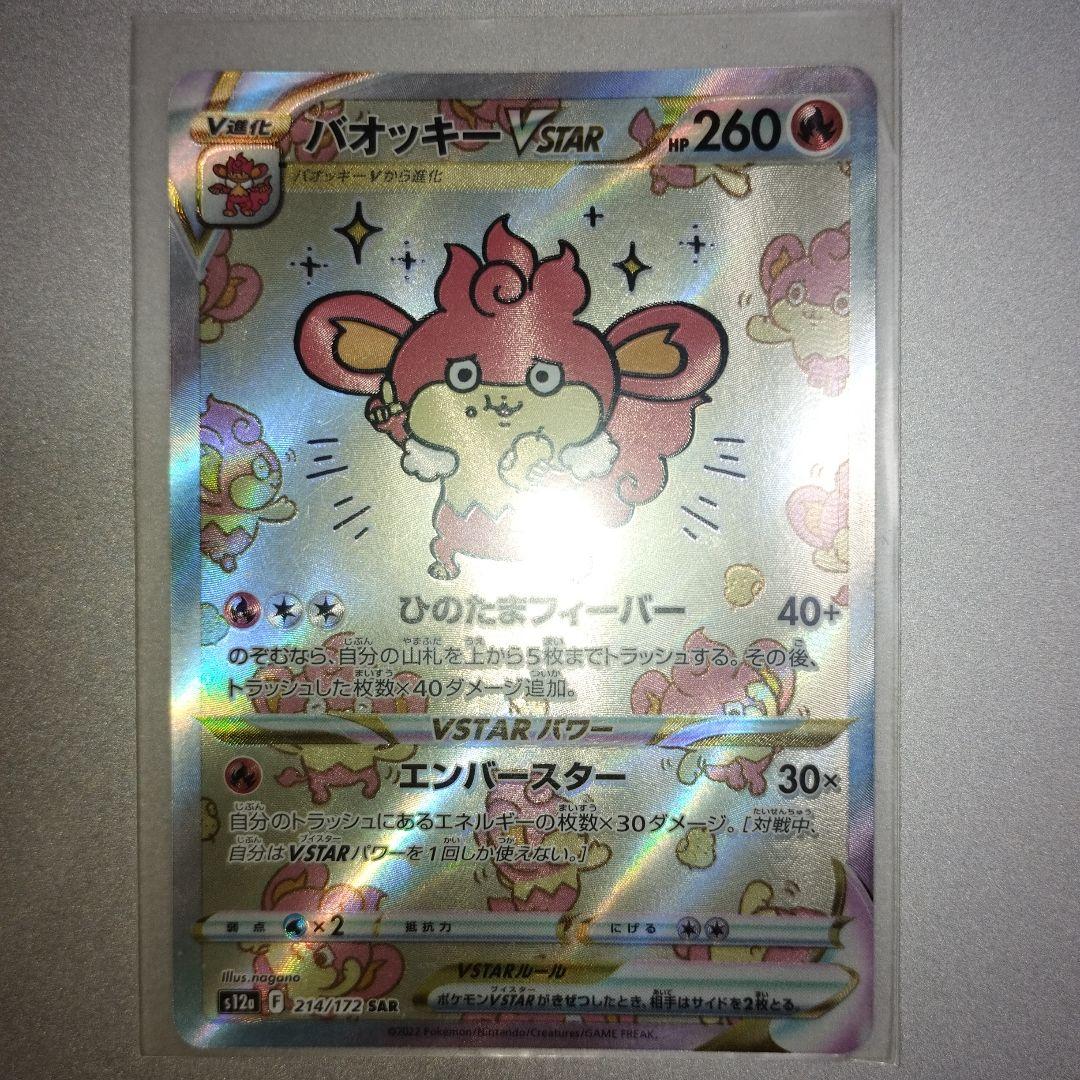 V進化
バオッキーVSTAR HP 260
バオッキーVから進化
ひのたまフィーバー 40+
のぞむなら、自分の山札を上から5枚までトラッシュする。その後、
トラッシュした枚数×40ダメージ追加。
VSTARパワー
エンバースター 30×
自分のトラッシュにあるエネルギーの枚数×30ダメージ。[対戦中、
自分はVSTARパワーを1回しか使えない。]
弱点 ×2 抵抗力 にげる
Illus. nagano
VSTARルール
s12a F 214/172 SAR
ポケモンVSTARがきぜつしたとき、相手はサイドを2枚とる。
©2022 Pokémon/Nintendo/Creatures/GAME FREAK.